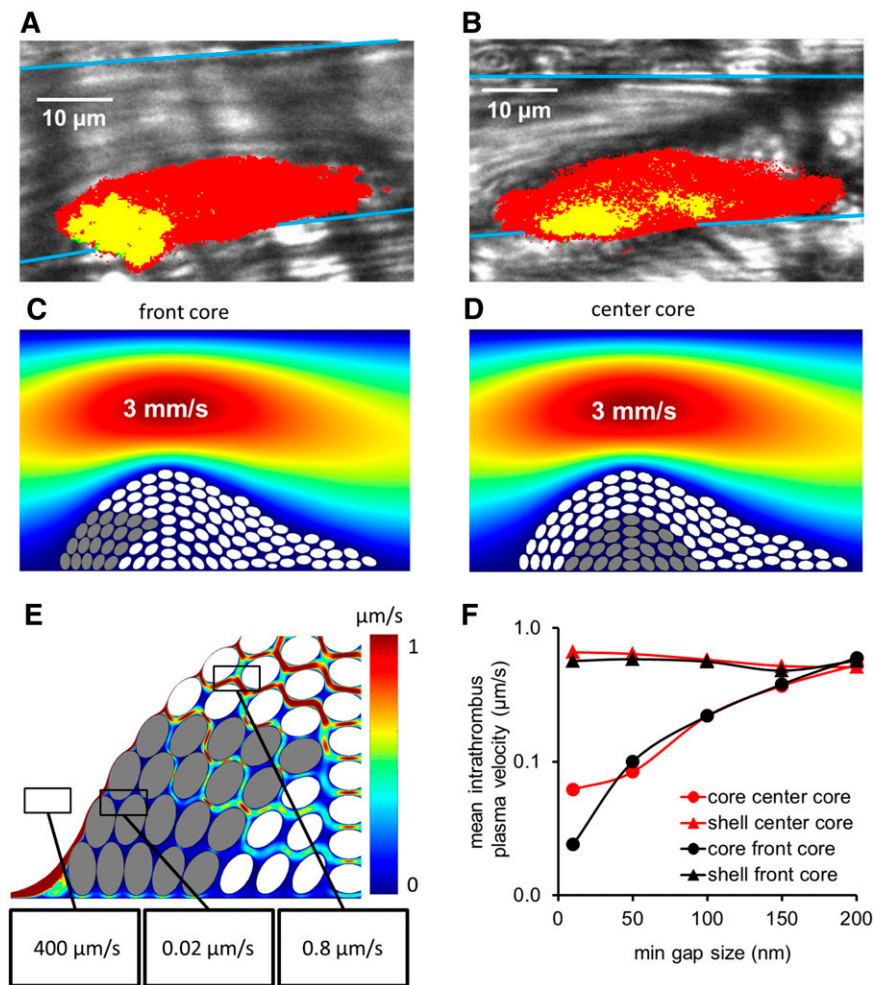 A
B
10 µm
10 µm
C
front core
D
center core
3 mm/s
3 mm/s
E
µm/s
1
0
400 µm/s
0.02 µm/s
0.8 µm/s
F
mean intrathrombus
plasma velocity (µm/s)
1.0
0.1
0.0
core center core
shell center core
core front core
shell front core
0
50
100
150
200
min gap size (nm)